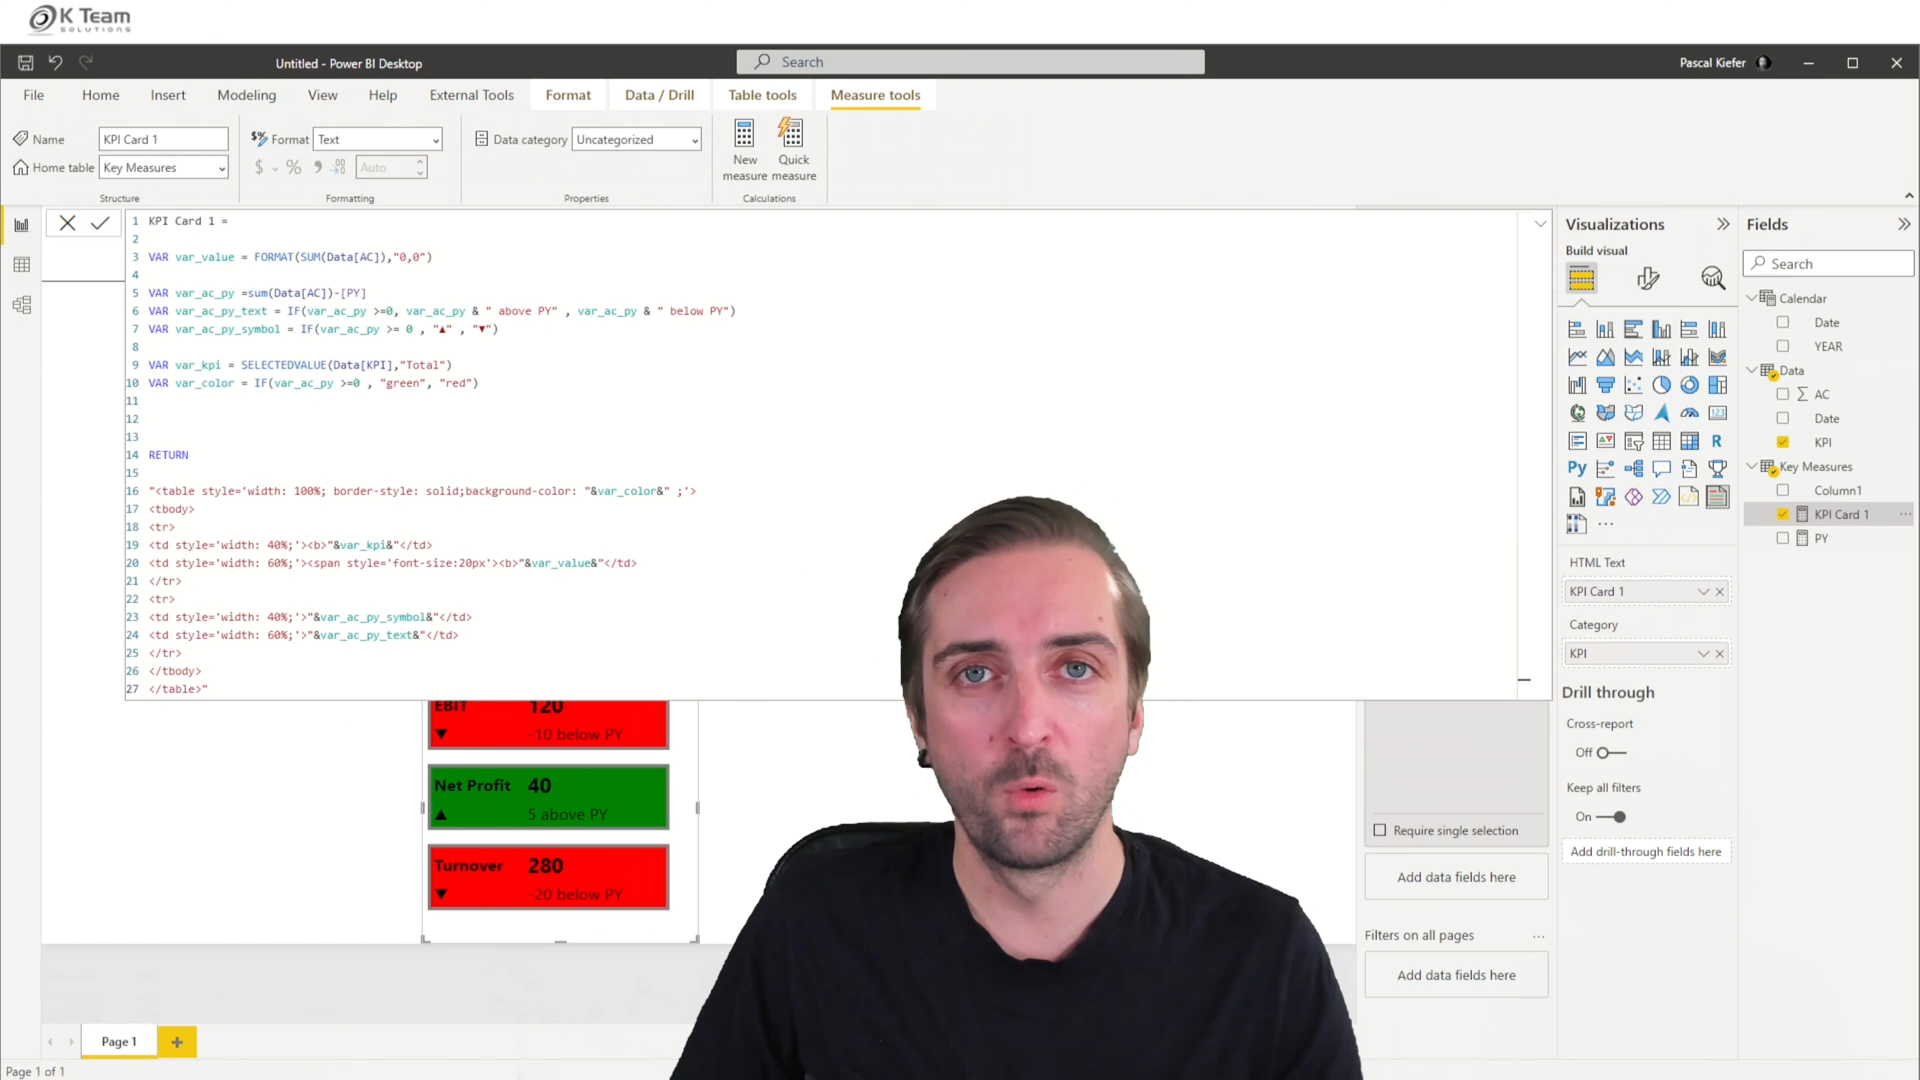 K Team
SOLUTIONS
Untitled - Power BI Desktop
Search
Pascal Kiefer
File
Home
Insert
Modeling
View
Help
External Tools
Format
Data / Drill
Table tools
Measure tools
Name
KPI Card 1
Format
Text
Data category
Uncategorized
New
measure
Quick
measure
Home table
Key Measures
$
%
Auto
Structure
Formatting
Properties
Calculations
1 KPI Card 1 =
2
3 VAR var_value = FORMAT(SUM(Data[AC]),"0,0")
4
5 VAR var_ac_py =sum(Data[AC])-[PY]
6 VAR var_ac_py_text = IF(var_ac_py >=0, var_ac_py & " above PY" , var_ac_py & " below PY")
7 VAR var_ac_py_symbol = IF(var_ac_py >= 0 , "▲" , "▼")
8
9 VAR var_kpi = SELECTEDVALUE(Data[KPI],"Total")
10 VAR var_color = IF(var_ac_py >=0 , "green", "red")
11
12
13
14 RETURN
15
16 "<table style='width: 100%; border-style: solid;background-color: "&var_color&" ;'>
17 <tbody>
18 <tr>
19 <td style='width: 40%;'><b>"&var_kpi&"</td>
20 <td style='width: 60%;'><span style='font-size:20px'><b>"&var_value&"</td>
21 </tr>
22 <tr>
23 <td style='width: 40%;'>"&var_ac_py_symbol&"</td>
24 <td style='width: 60%;'>"&var_ac_py_text&"</td>
25 </tr>
26 </tbody>
27 </table>"
EBIT 120
▼ -10 below PY
Net Profit 40
▲ 5 above PY
Turnover 280
▼ -20 below PY
Require single selection
Add data fields here
Filters on all pages
Add data fields here
Visualizations
Build visual
123
R
Py
HTML Text
KPI Card 1
Category
KPI
Drill through
Cross-report
Off
Keep all filters
On
Add drill-through fields here
Fields
Search
Calendar
Date
YEAR
Data
AC
Date
KPI
Key Measures
Column1
KPI Card 1
PY
Page 1
Page 1 of 1